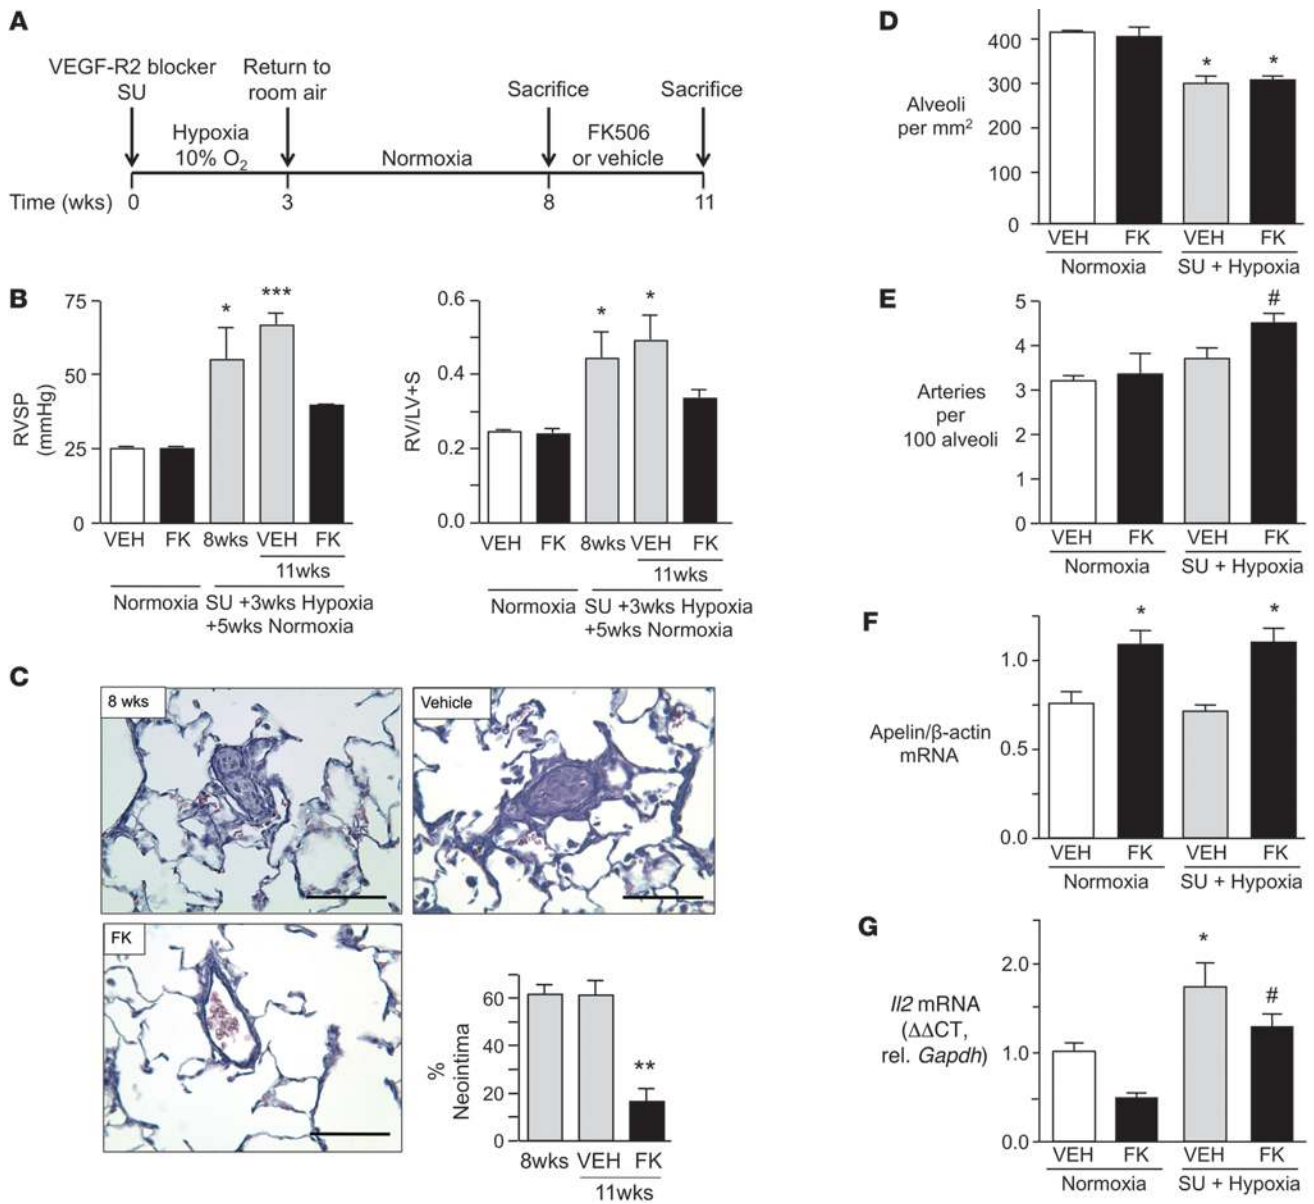 A
VEGF-R2 blocker
SU
Return to
room air
Sacrifice
Sacrifice
Hypoxia
10% O2
Normoxia
FK506
or vehicle
Time (wks)
0
3
8
11
B
75
50
25
0
RVSP
(mmHg)
*
***
VEH
FK
8wks
VEH
FK
11wks
Normoxia
SU +3wks Hypoxia
+5wks Normoxia
0.6
0.4
0.2
0.0
RV/LV+S
*
*
VEH
FK
8wks
VEH
FK
11wks
Normoxia
SU +3wks Hypoxia
+5wks Normoxia
C
8 wks
Vehicle
FK
60
40
20
0
%
Neointima
**
8wks
VEH
FK
11wks
D
400
300
200
100
0
Alveoli
per mm2
*
*
VEH
FK
VEH
FK
Normoxia
SU + Hypoxia
E
5
4
3
2
1
0
Arteries
per
100 alveoli
#
VEH
FK
VEH
FK
Normoxia
SU + Hypoxia
F
1.0
0.5
0.0
Apelin/β-actin
mRNA
*
*
VEH
FK
VEH
FK
Normoxia
SU + Hypoxia
G
2.0
1.0
0.0
Il2 mRNA
(ΔΔCT,
rel. Gapdh)
*
#
VEH
FK
VEH
FK
Normoxia
SU + Hypoxia